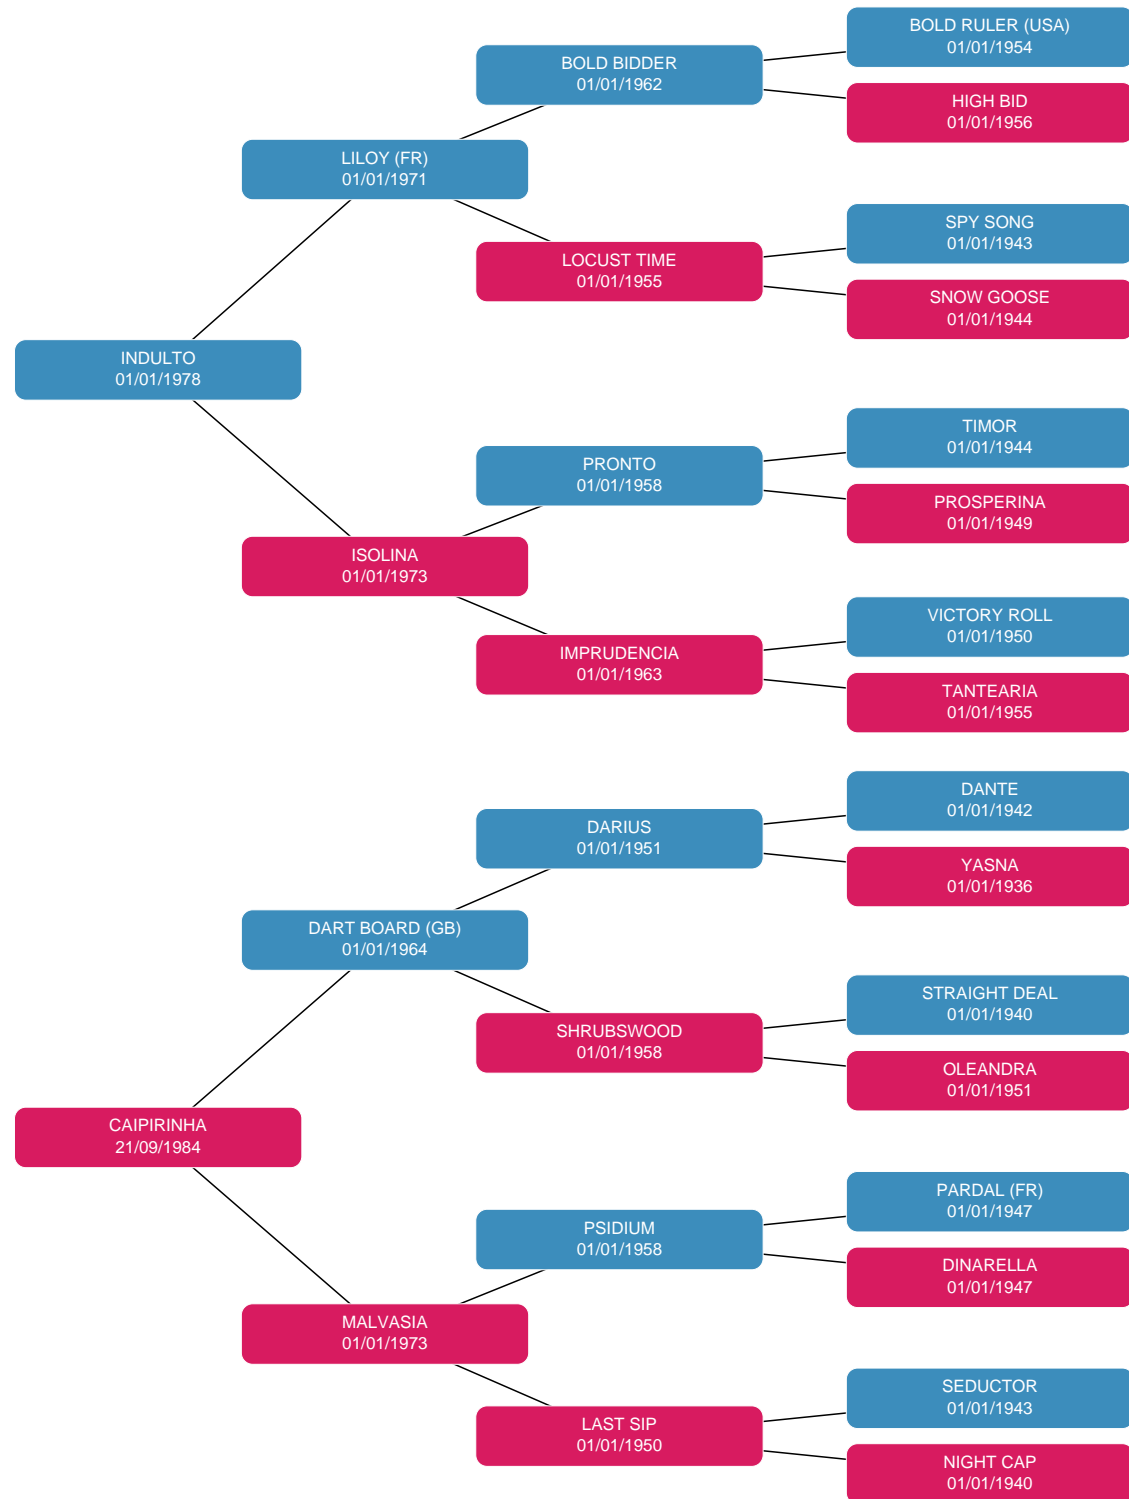 BOLD RULER (USA)
01/01/1954
BOLD BIDDER
01/01/1962
HIGH BID
01/01/1956
LILOY (FR)
01/01/1971
SPY SONG
01/01/1943
LOCUST TIME
01/01/1955
SNOW GOOSE
01/01/1944
INDULTO
01/01/1978
TIMOR
01/01/1944
PRONTO
01/01/1958
PROSPERINA
01/01/1949
ISOLINA
01/01/1973
VICTORY ROLL
01/01/1950
IMPRUDENCIA
01/01/1963
TANTEARIA
01/01/1955
DANTE
01/01/1942
DARIUS
01/01/1951
YASNA
01/01/1936
DART BOARD (GB)
01/01/1964
STRAIGHT DEAL
01/01/1940
SHRUBSWOOD
01/01/1958
OLEANDRA
01/01/1951
CAIPIRINHA
21/09/1984
PARDAL (FR)
01/01/1947
PSIDIUM
01/01/1958
DINARELLA
01/01/1947
MALVASIA
01/01/1973
SEDUCTOR
01/01/1943
LAST SIP
01/01/1950
NIGHT CAP
01/01/1940